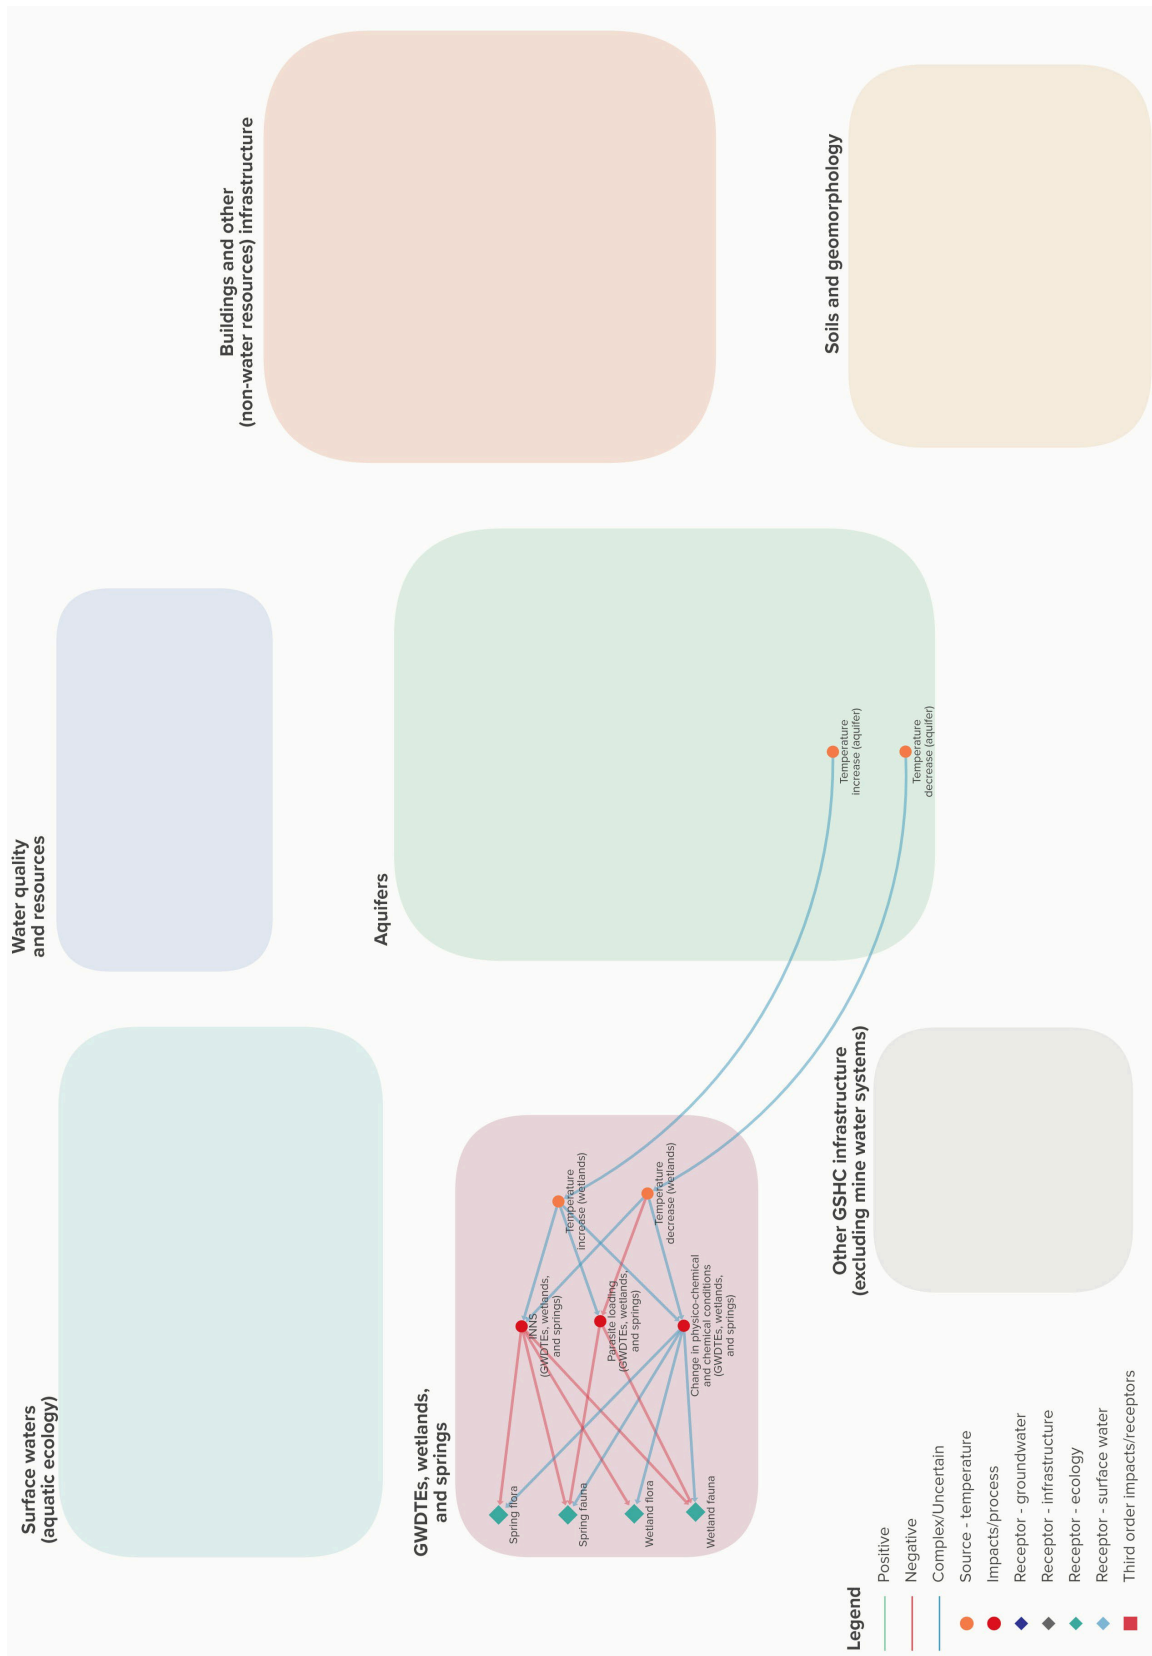 Surface waters
(aquatic ecology)
Water quality
and resources
Buildings and other
(non-water resources) infrastructure
GWDTEs, wetlands,
and springs
Spring flora
Spring fauna
Wetland flora
Wetland fauna
INNS
(GWDTEs, wetlands,
and springs)
Parasite loading
(GWDTEs, wetlands,
and springs)
Change in physico-chemical
and chemical conditions
(GWDTEs, wetlands,
and springs)
Temperature
increase (wetlands)
Temperature
decrease (wetlands)
Aquifers
Temperature
increase (aquifer)
Temperature
decrease (aquifer)
Soils and geomorphology
Other GSHC infrastructure
(excluding mine water systems)
Legend
Positive
Negative
Complex/Uncertain
Source - temperature
Impacts/process
Receptor - groundwater
Receptor - infrastructure
Receptor - ecology
Receptor - surface water
Third order impacts/receptors